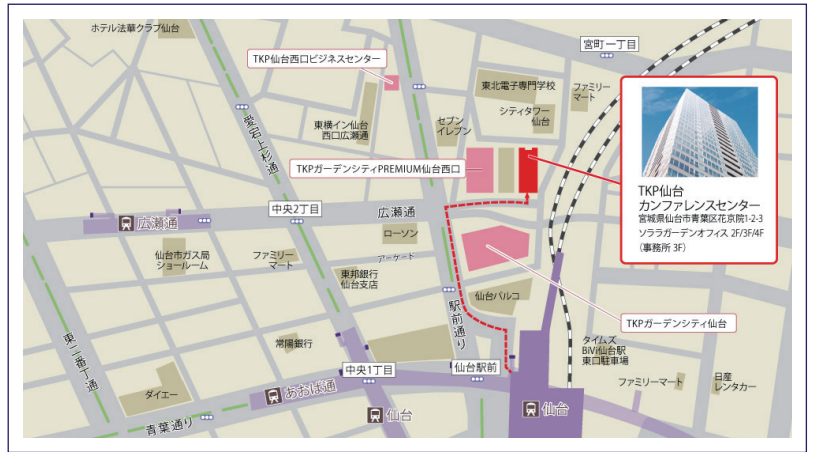 ホテル法華クラブ仙台
宮町一丁目
TKP仙台西口ビジネスセンター
東北電子専門学校
ファミリー
マート
シティタワー
仙台
セブン
イレブン
東横イン仙台
西口広瀬通
愛宕上杉通
TKPガーデンシティPREMIUM仙台西口
TKP仙台
カンファレンスセンター
宮城県仙台市青葉区花京院1-2-3
ソララガーデンオフィス 2F/3F/4F
（事務所 3F）
中央2丁目
広瀬通
広瀬通
ローソン
仙台市ガス局
ショールーム
ファミリー
マート
アーケード
東邦銀行
仙台支店
仙台パルコ
駅前通り
TKPガーデンシティ仙台
東二番丁通
常陽銀行
タイムズ
BiVi仙台駅
東口駐車場
中央1丁目
仙台駅前
ファミリーマート
日産
レンタカー
ダイエー
あおば通
仙台
仙台
青葉通り